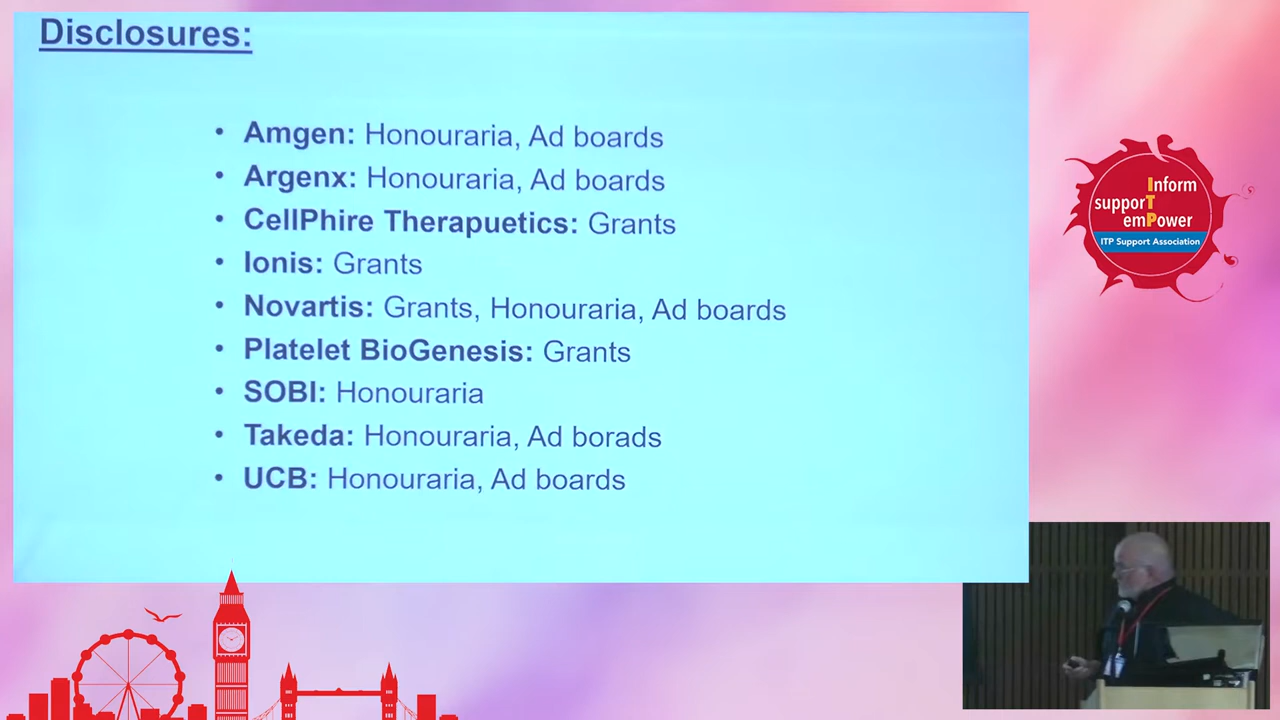 Disclosures:
• Amgen: Honouraria, Ad boards
• Argenx: Honouraria, Ad boards
• CellPhire Therapuetics: Grants
• Ionis: Grants
• Novartis: Grants, Honouraria, Ad boards
• Platelet BioGenesis: Grants
• SOBI: Honouraria
• Takeda: Honouraria, Ad borads
• UCB: Honouraria, Ad boards
Inform
supporT
emPower
ITP Support Association